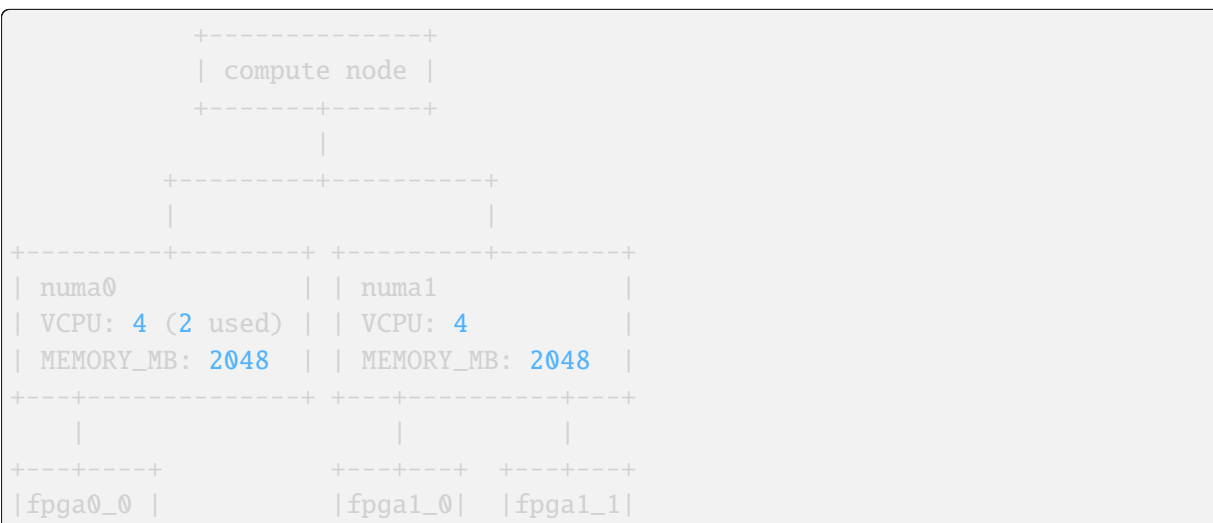 +--------------+
            | compute node |
            +-------+------+
                    |
          +---------+----------+
          |                    |
+---------+--------+ +---------+--------+
| numa0            | | numa1            |
| VCPU: 4 (2 used) | | VCPU: 4          |
| MEMORY_MB: 2048  | | MEMORY_MB: 2048  |
+---+--------------+ +---+----------+---+
    |                    |          |
+---+----+           +---+---+  +---+---+
|fpga0_0 |           |fpga1_0|  |fpga1_1|